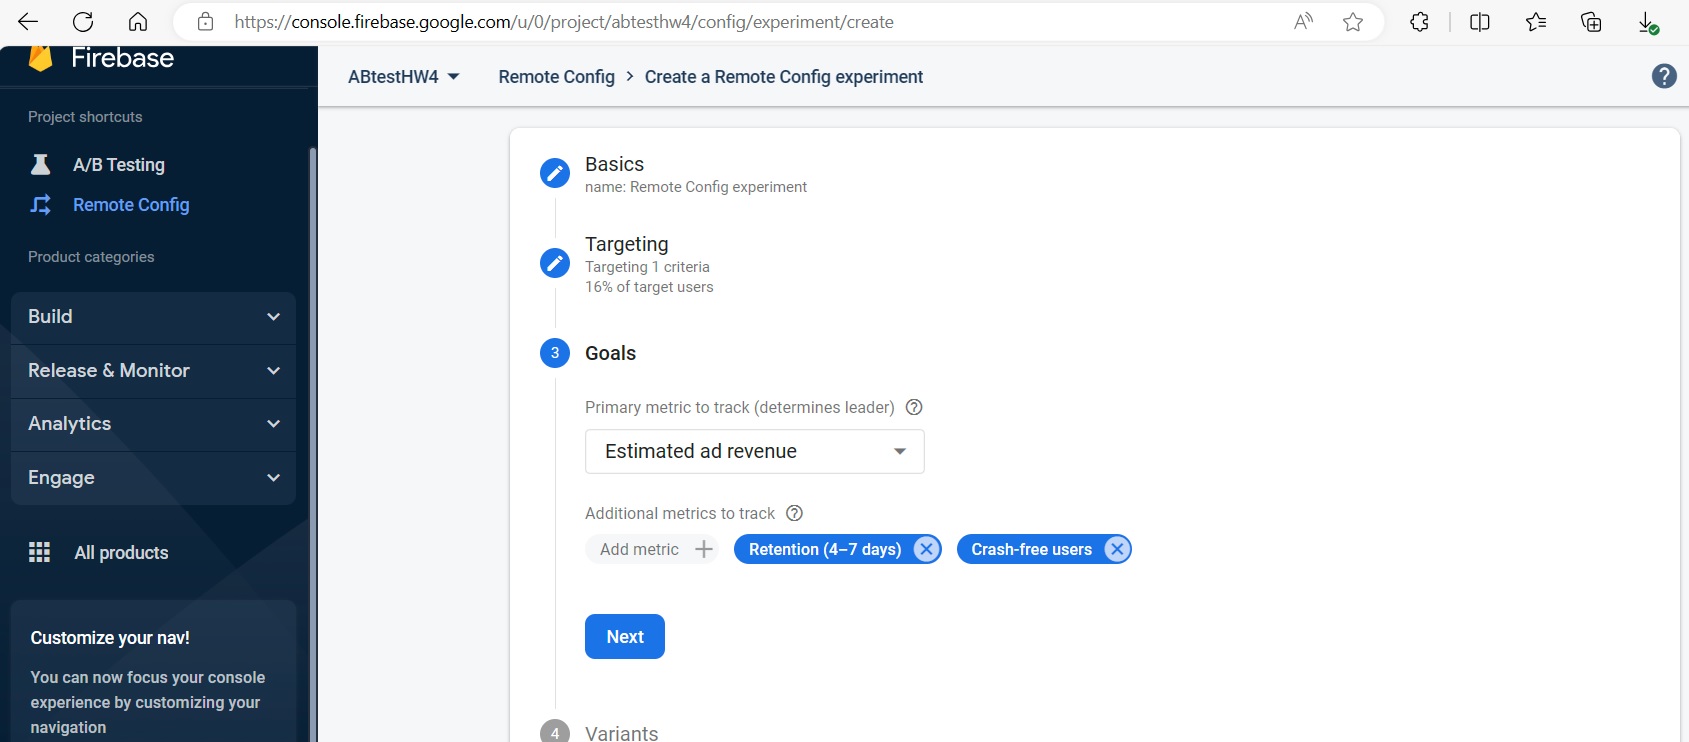 https://console.firebase.google.com/u/0/project/abtesthw4/config/experiment/create
Firebase
ABtestHW4
Remote Config > Create a Remote Config experiment
Project shortcuts
A/B Testing
Remote Config
Product categories
Build
Release & Monitor
Analytics
Engage
All products
Customize your nav!
You can now focus your console
experience by customizing your
navigation
Basics
name: Remote Config experiment
Targeting
Targeting 1 criteria
16% of target users
3 Goals
Primary metric to track (determines leader)
Estimated ad revenue
Additional metrics to track
Add metric + Retention (4–7 days) Crash-free users
Next
4 Variants